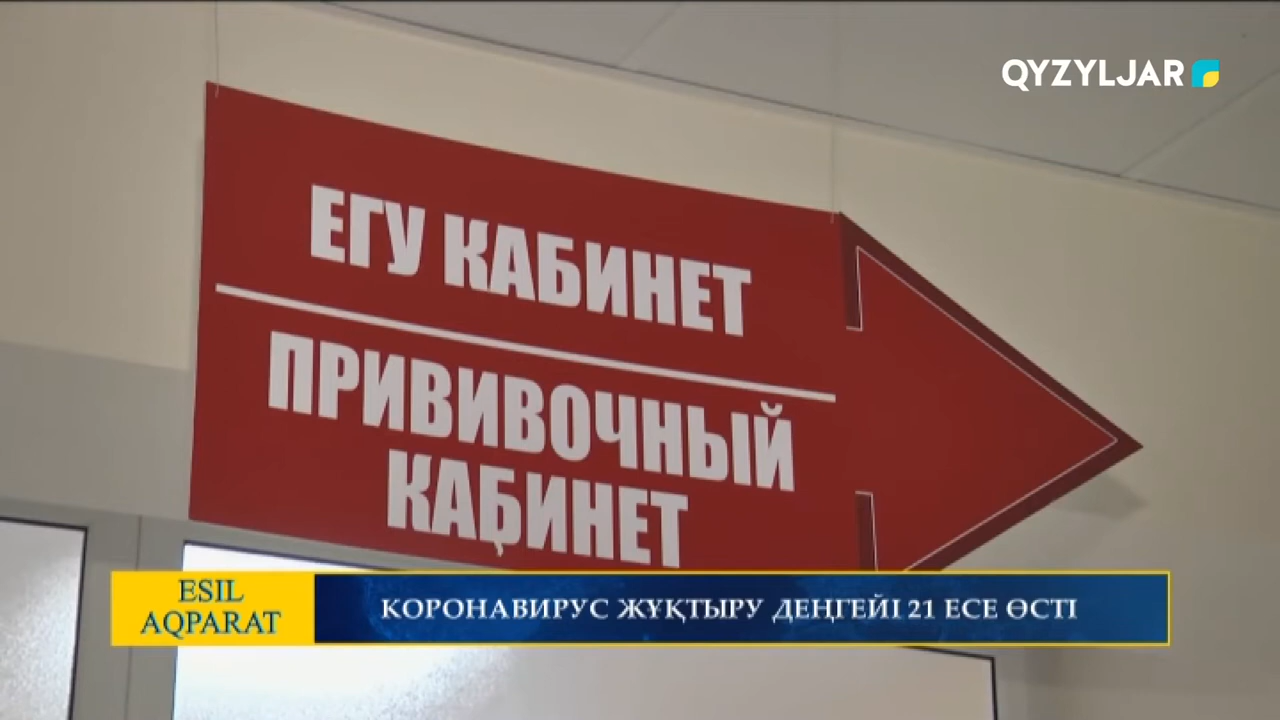 QYZYLJAR
ЕГУ КАБИНЕТ
ПРИВИВОЧНЫЙ
КАБИНЕТ
ESIL
AQPARAT
КОРОНАВИРУС ЖҰҚТЫРУ ДЕҢГЕЙІ 21 ЕСЕ ӨСТІ